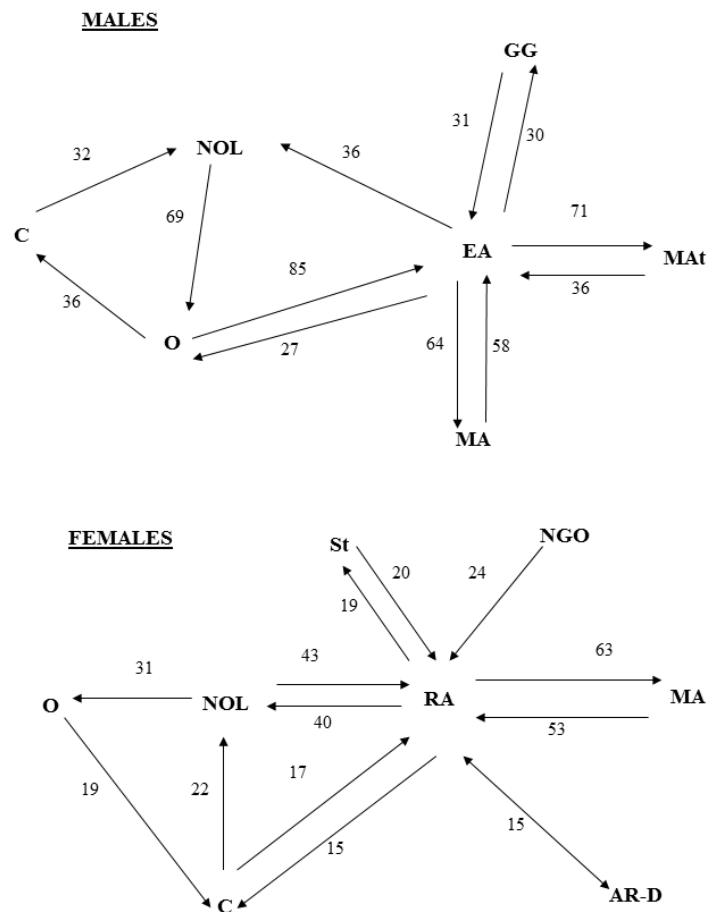 MALES
GG
31
30
32
NOL
36
69
71
C
EA
MAt
85
36
36
O
27
64
58
MA
FEMALES
St
NGO
20
24
19
63
43
31
O
NOL
RA
MA
40
53
19
22
17
15
15
C
AR-D